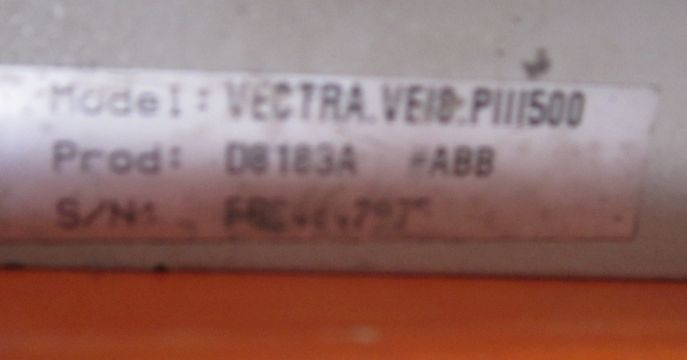 Model: VECTRA.VEi8.PIII500
Prod: D8183A #ABB
S/N: